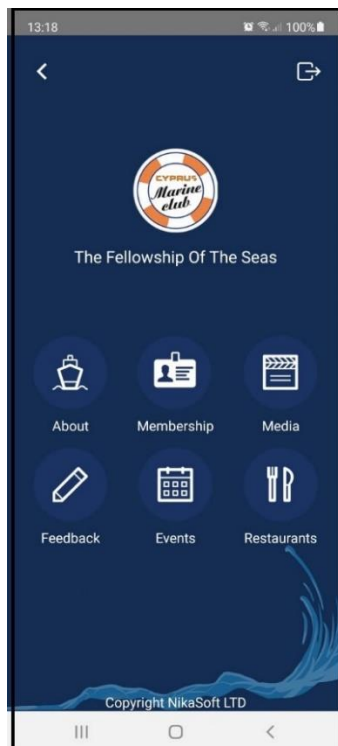 13:18
100%
CYPRUS
Marine
club
The Fellowship Of The Seas
About Membership Media
Feedback Events Restaurants
Copyright NikaSoft LTD